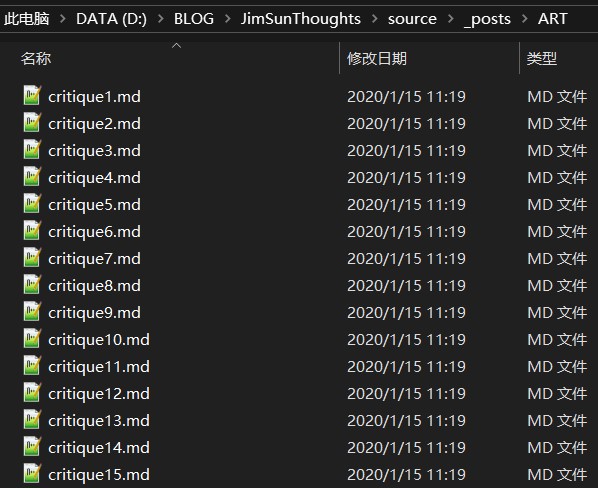 此电脑 > DATA (D:) > BLOG > JimSunThoughts > source > _posts > ART
名称 修改日期 类型
critique1.md 2020/1/15 11:19 MD 文件
critique2.md 2020/1/15 11:19 MD 文件
critique3.md 2020/1/15 11:19 MD 文件
critique4.md 2020/1/15 11:19 MD 文件
critique5.md 2020/1/15 11:19 MD 文件
critique6.md 2020/1/15 11:19 MD 文件
critique7.md 2020/1/15 11:19 MD 文件
critique8.md 2020/1/15 11:19 MD 文件
critique9.md 2020/1/15 11:19 MD 文件
critique10.md 2020/1/15 11:19 MD 文件
critique11.md 2020/1/15 11:19 MD 文件
critique12.md 2020/1/15 11:19 MD 文件
critique13.md 2020/1/15 11:19 MD 文件
critique14.md 2020/1/15 11:19 MD 文件
critique15.md 2020/1/15 11:19 MD 文件